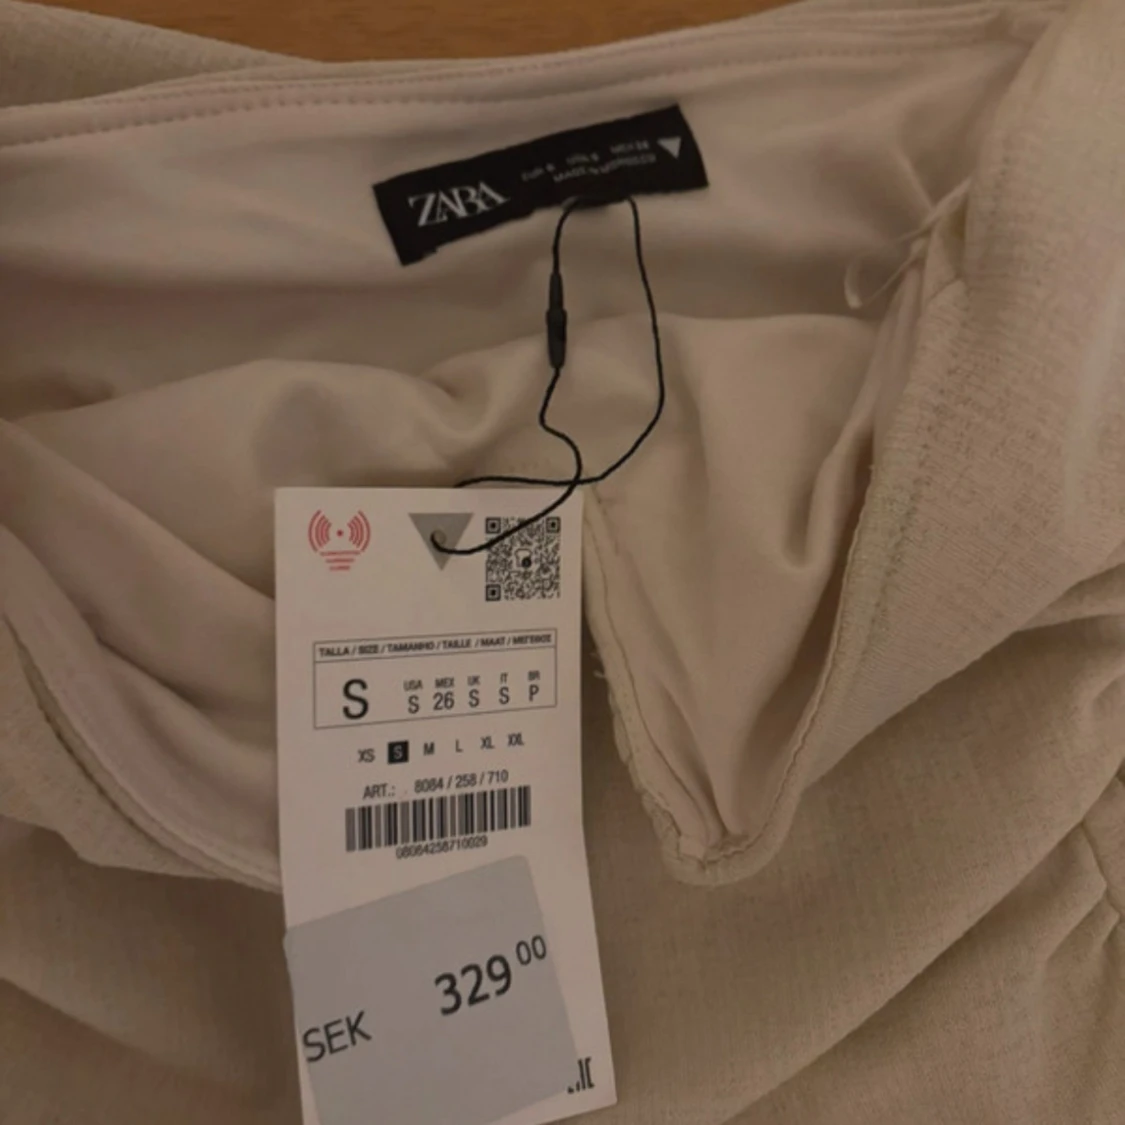 ZARA
TALLA / SIZE / TAMANHO / TAILLE / MAAT / ΜΕΓΕΘΟΣ
S
USA MEX UK IT BR
S 26 S S P
XS S M L XL XXL
ART.: 8084 / 258 / 710
08084258710029
SEK 329 00